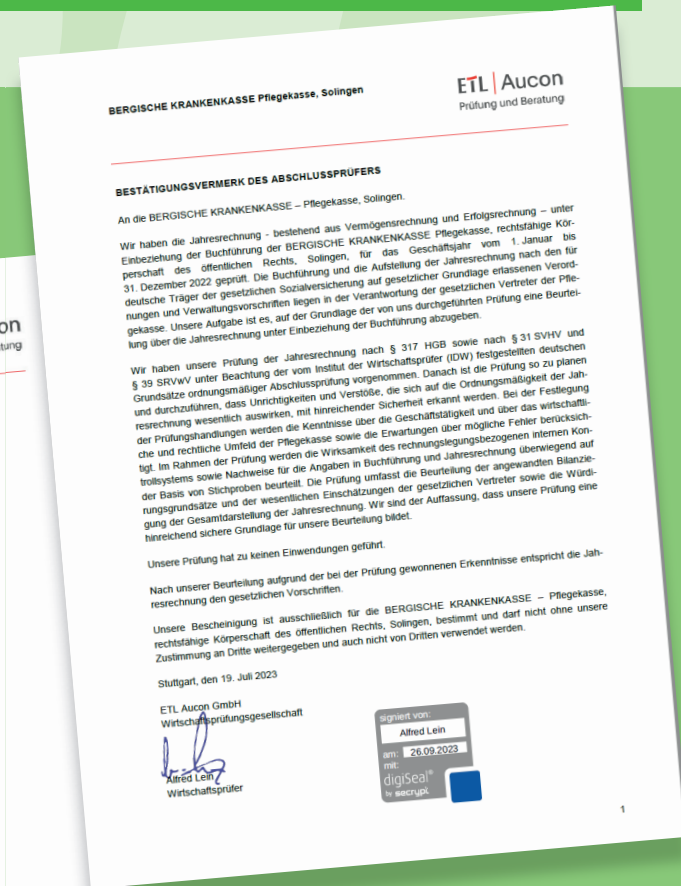 BERGISCHE KRANKENKASSE Pflegekasse, Solingen
ETL | Aucon
Prüfung und Beratung
BESTÄTIGUNGSVERMERK DES ABSCHLUSSPRÜFERS
An die BERGISCHE KRANKENKASSE – Pflegekasse, Solingen.
Wir haben die Jahresrechnung - bestehend aus Vermögensrechnung und Erfolgsrechnung – unter
Einbeziehung der Buchführung der BERGISCHE KRANKENKASSE Pflegekasse, rechtsfähige Kör-
perschaft des öffentlichen Rechts, Solingen, für das Geschäftsjahr vom 1. Januar bis
31. Dezember 2022 geprüft. Die Buchführung und die Aufstellung der Jahresrechnung nach den für
deutsche Träger der gesetzlichen Sozialversicherung auf gesetzlicher Grundlage erlassenen Verord-
nungen und Verwaltungsvorschriften liegen in der Verantwortung der gesetzlichen Vertreter der Pfle-
gekasse. Unsere Aufgabe ist es, auf der Grundlage der von uns durchgeführten Prüfung eine Beurtei-
lung über die Jahresrechnung unter Einbeziehung der Buchführung abzugeben.
Wir haben unsere Prüfung der Jahresrechnung nach § 317 HGB sowie nach § 31 SVHV und
§ 39 SRVwV unter Beachtung der vom Institut der Wirtschaftsprüfer (IDW) festgestellten deutschen
Grundsätze ordnungsmäßiger Abschlussprüfung vorgenommen. Danach ist die Prüfung so zu planen
und durchzuführen, dass Unrichtigkeiten und Verstöße, die sich auf die Ordnungsmäßigkeit der Jah-
resrechnung wesentlich auswirken, mit hinreichender Sicherheit erkannt werden. Bei der Festlegung
der Prüfungshandlungen werden die Kenntnisse über die Geschäftstätigkeit und über das wirtschaftli-
che und rechtliche Umfeld der Pflegekasse sowie die Erwartungen über mögliche Fehler berücksich-
tigt. Im Rahmen der Prüfung werden die Wirksamkeit des rechnungslegungsbezogenen internen Kon-
trollsystems sowie Nachweise für die Angaben in Buchführung und Jahresrechnung überwiegend auf
der Basis von Stichproben beurteilt. Die Prüfung umfasst die Beurteilung der angewandten Bilanzie-
rungsgrundsätze und der wesentlichen Einschätzungen der gesetzlichen Vertreter sowie die Würdi-
gung der Gesamtdarstellung der Jahresrechnung. Wir sind der Auffassung, dass unsere Prüfung eine
hinreichend sichere Grundlage für unsere Beurteilung bildet.
Unsere Prüfung hat zu keinen Einwendungen geführt.
Nach unserer Beurteilung aufgrund der bei der Prüfung gewonnenen Erkenntnisse entspricht die Jah-
resrechnung den gesetzlichen Vorschriften.
Unsere Bescheinigung ist ausschließlich für die BERGISCHE KRANKENKASSE – Pflegekasse,
rechtsfähige Körperschaft des öffentlichen Rechts, Solingen, bestimmt und darf nicht ohne unsere
Zustimmung an Dritte weitergegeben und auch nicht von Dritten verwendet werden.
Stuttgart, den 19. Juli 2023
ETL Aucon GmbH
Wirtschaftsprüfungsgesellschaft
Alfred Lein
Wirtschaftsprüfer
signiert von:
Alfred Lein
am: 26.09.2023
mit:
digiSeal®
by secrypt
1
on
tung